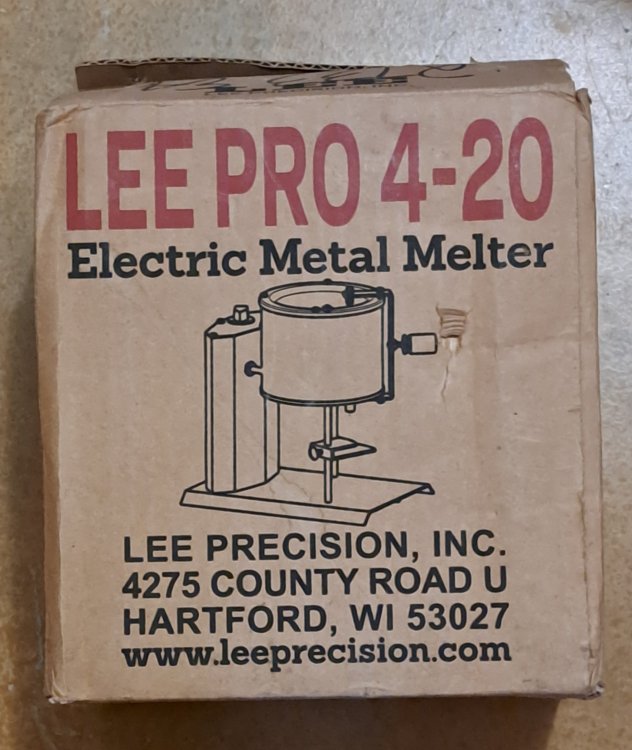 LEE PRO 4-20
Electric Metal Melter
LEE PRECISION, INC.
4275 COUNTY ROAD U
HARTFORD, WI 53027
www.leeprecision.com